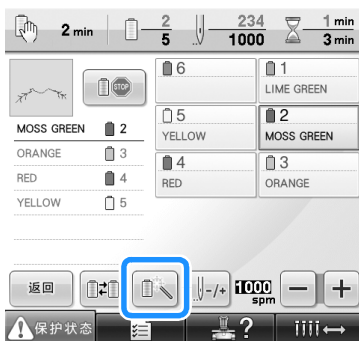 2 min
2
5
234
1000
1 min
3 min
STOP
MOSS GREEN 2
ORANGE 3
RED 4
YELLOW 5
6
1
LIME GREEN
5
YELLOW
2
MOSS GREEN
4
RED
3
ORANGE
返回
-/+
1000
spm
− +
保护状态
?